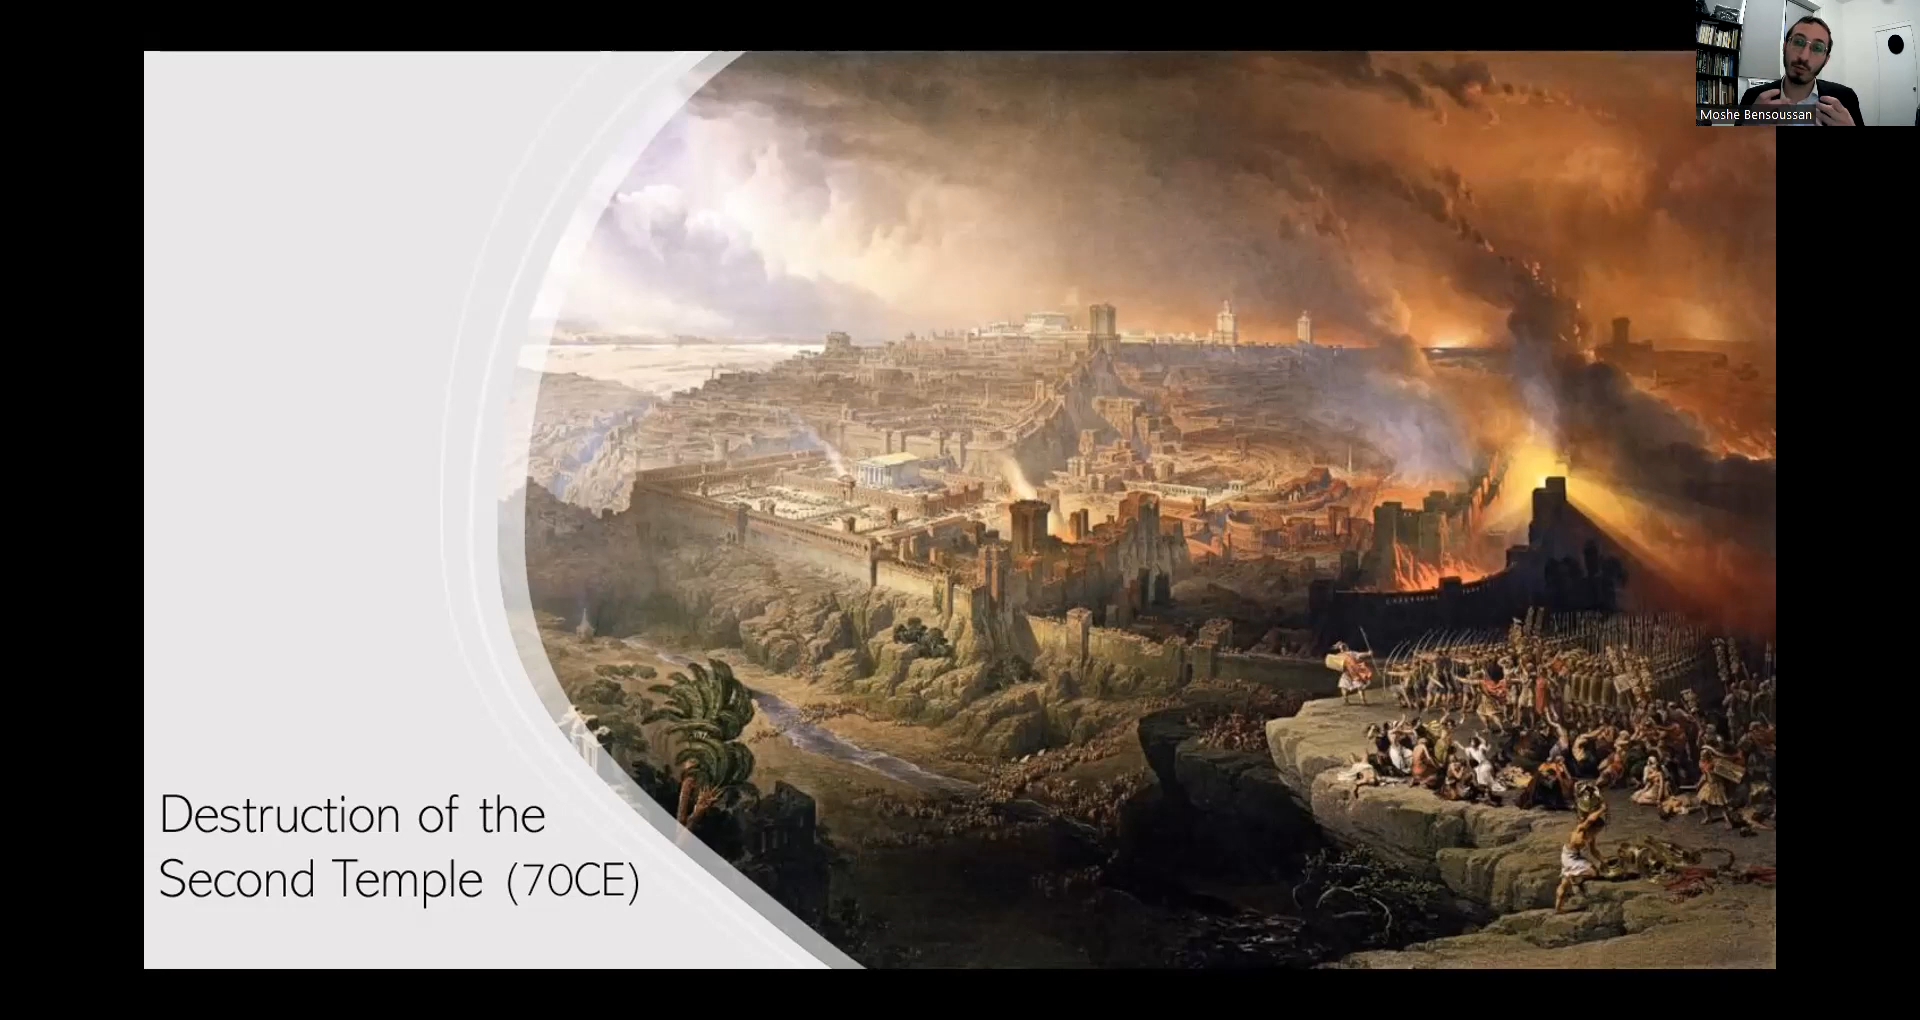 Moshe Bensoussan
Destruction of the
Second Temple (70CE)